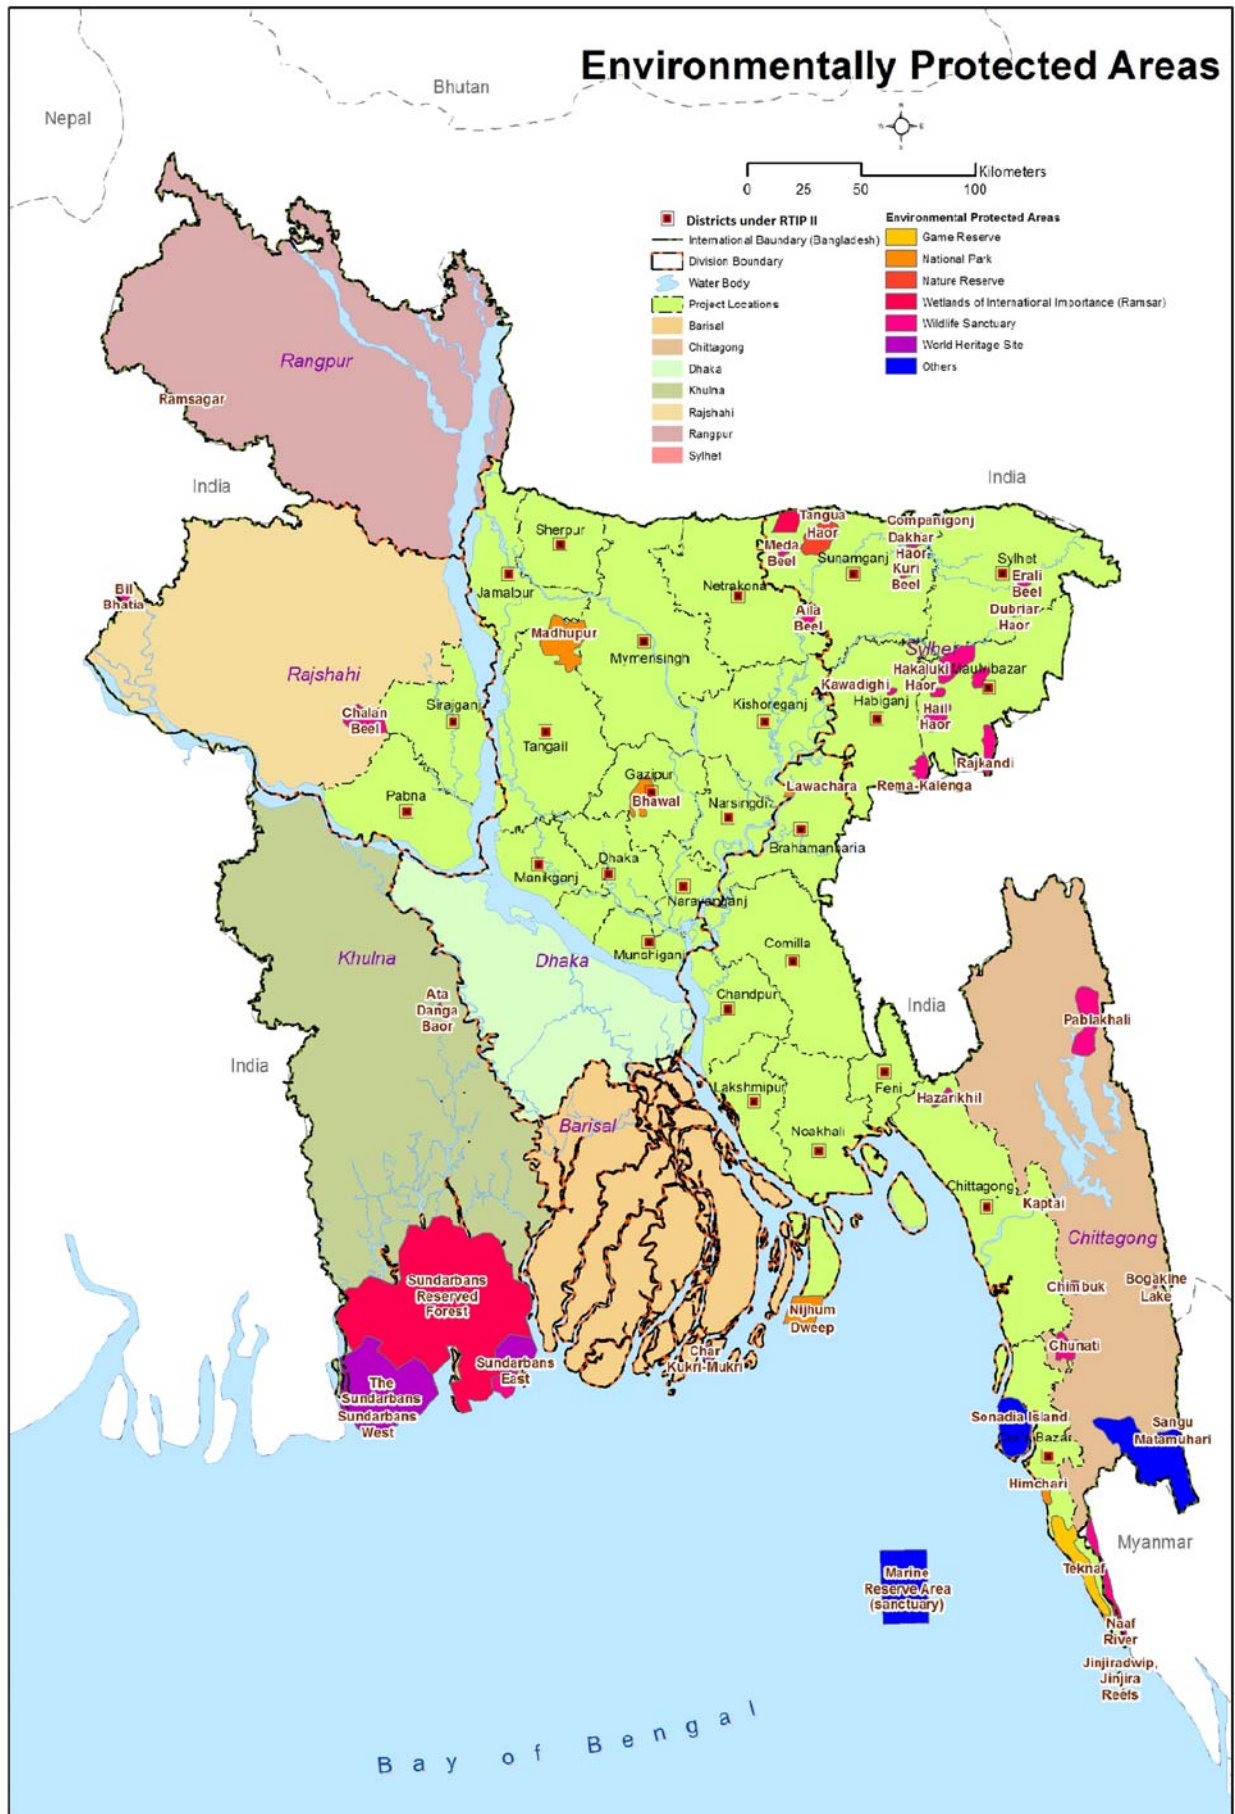 Environmentally Protected Areas
Bhutan
Nepal
N
W E
S
Kilometers
0 25 50 100
Districts under RTIP II
International Baundary (Bangladesh)
Division Boundary
Water Body
Project Locations
Barisal
Chittagong
Dhaka
Khulna
Rajshahi
Rangpur
Sylhet
Environmental Protected Areas
Game Reserve
National Park
Nature Reserve
Wetlands of International Importance (Ramsar)
Wildlife Sanctuary
World Heritage Site
Others
Rangpur
Ramsagar
India
India
Sherpur
Jamalpur
Netrakona
Tangua
Haor
Meda
Beel
Sunamganj
Companigonj
Dakhar
Haor
Kuri
Beel
Sylhet
Erali
Beel
Dubriar
Haor
Bil
Bhatia
Madhupur
Mymensingh
Aila
Beel
Sylhet
Rajshahi
Hakaluki
Haor
Maulvibazar
Kawadighi
Habiganj
Hail
Haor
Chalan
Beel
Sirajganj
Tangail
Kishoreganj
Rajkandi
Rema-Kalenga
Lawachara
Gazipur
Bhawal
Narsingdi
Pabna
Brahamanbaria
Manikganj
Dhaka
Narayanganj
Munshiganj
Comilla
Khulna
Dhaka
Chandpur
Ata
Danga
Baor
India
India
Pablakhali
Lakshmipur
Feni
Hazarikhil
Barisal
Noakhali
Chittagong
Kaptai
Chittagong
Sundarbans
Reserved
Forest
Chimbuk
Bogakine
Lake
Nijhum
Dweep
Char
Kukri-Mukri
Chunati
Sundarbans
East
The
Sundarbans
Sundarbans
West
Sonadia Island
Bazar
Sangu
Matamuhari
Himchari
Myanmar
Teknaf
Marine
Reserve Area
(sanctuary)
Naaf
River
Jinjiradwip,
Jinjira
Reefs
Bay of Bengal